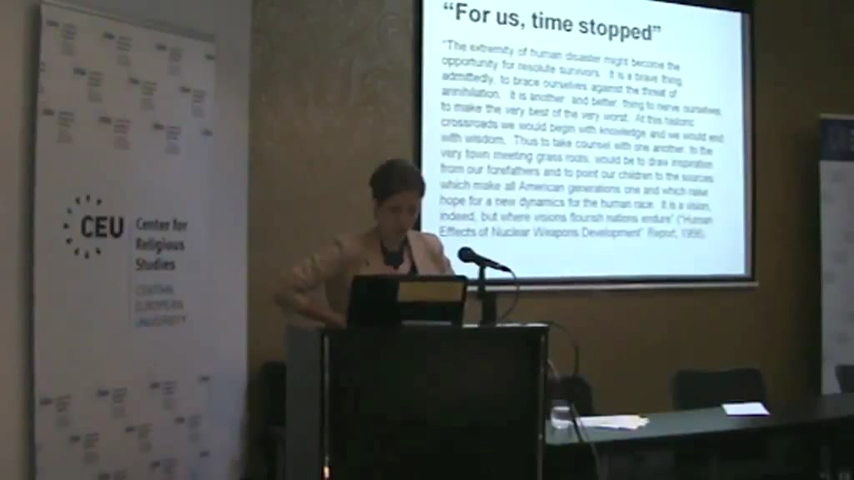 "For us, time stopped"
"The extremity of human disaster might become the
opportunity for resolute survivors. It is a brave thing,
admittedly, to brace ourselves against the threat of
annihilation. It is another and better thing to nerve ourselves
to make the very best of the very worst. At this historic
crossroads we would begin with knowledge and we would end
with wisdom. Thus to take counsel with one another, to the
very town meeting grass roots, would be to draw inspiration
from our forefathers and to point our children to the sources
which make all American generations one and which raise
hope for a new dynamics for the human race. It is a vision,
indeed, but where visions flourish nations endure" ("Human
Effects of Nuclear Weapons Development" Report, 1956).
CEU
Center for
Religious
Studies
CENTRAL
EUROPEAN
UNIVERSITY